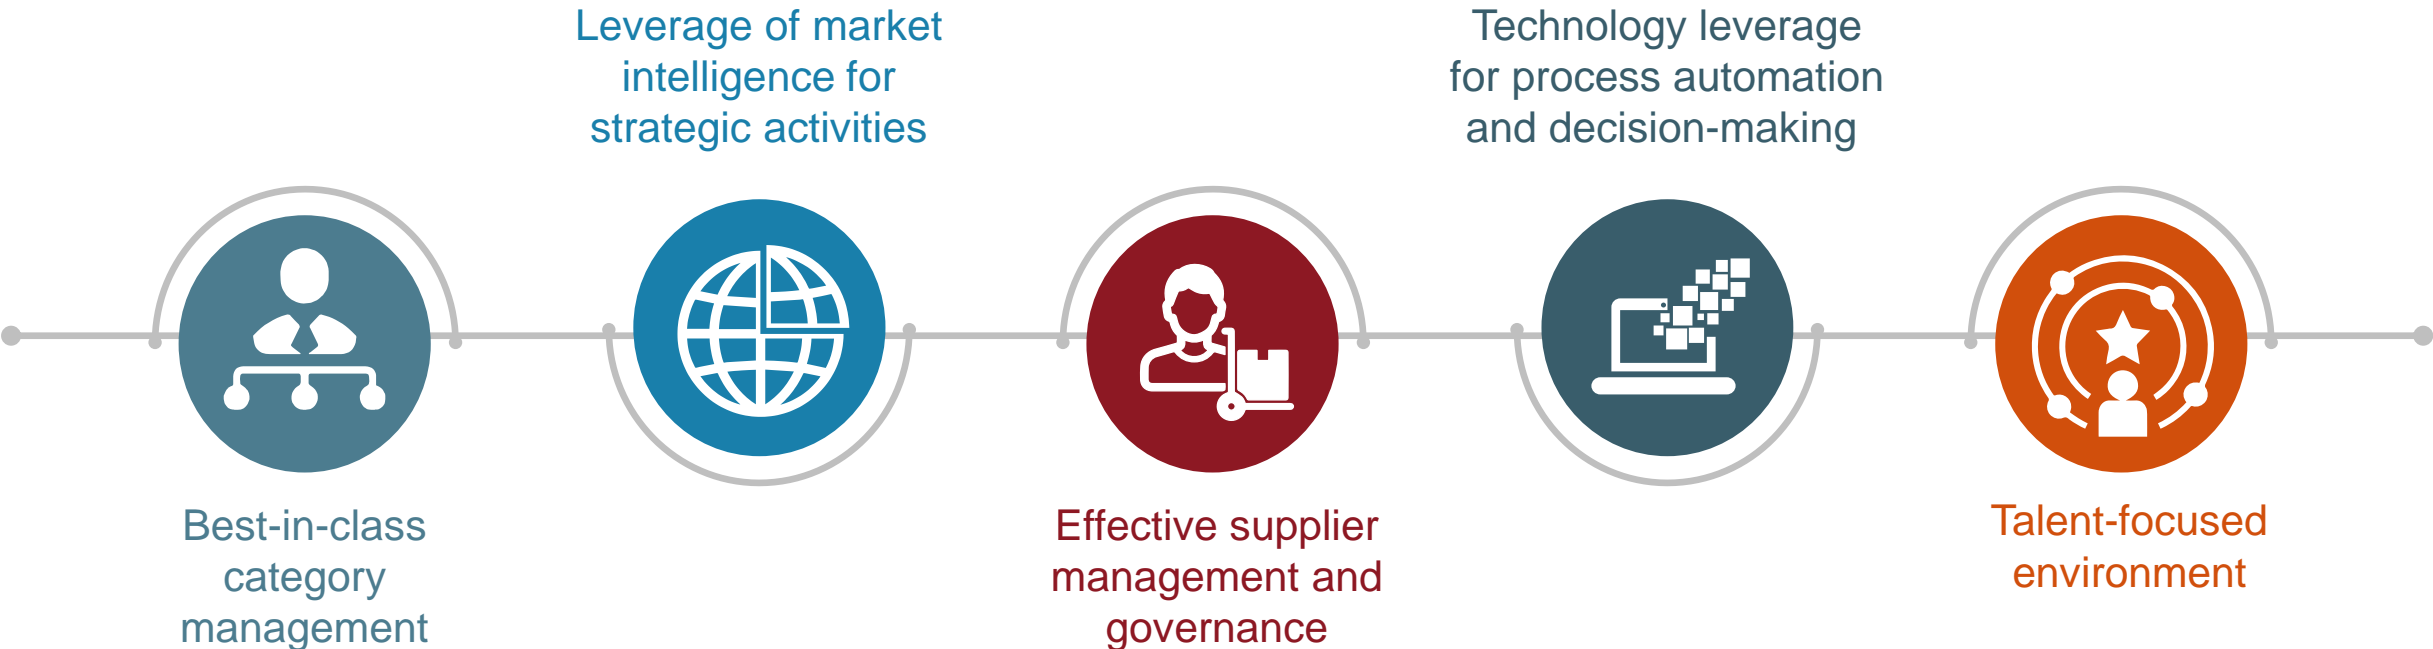 Best-in-class
category
management
Leverage of market
intelligence for
strategic activities
Effective supplier
management and
governance
Technology leverage
for process automation
and decision-making
Talent-focused
environment